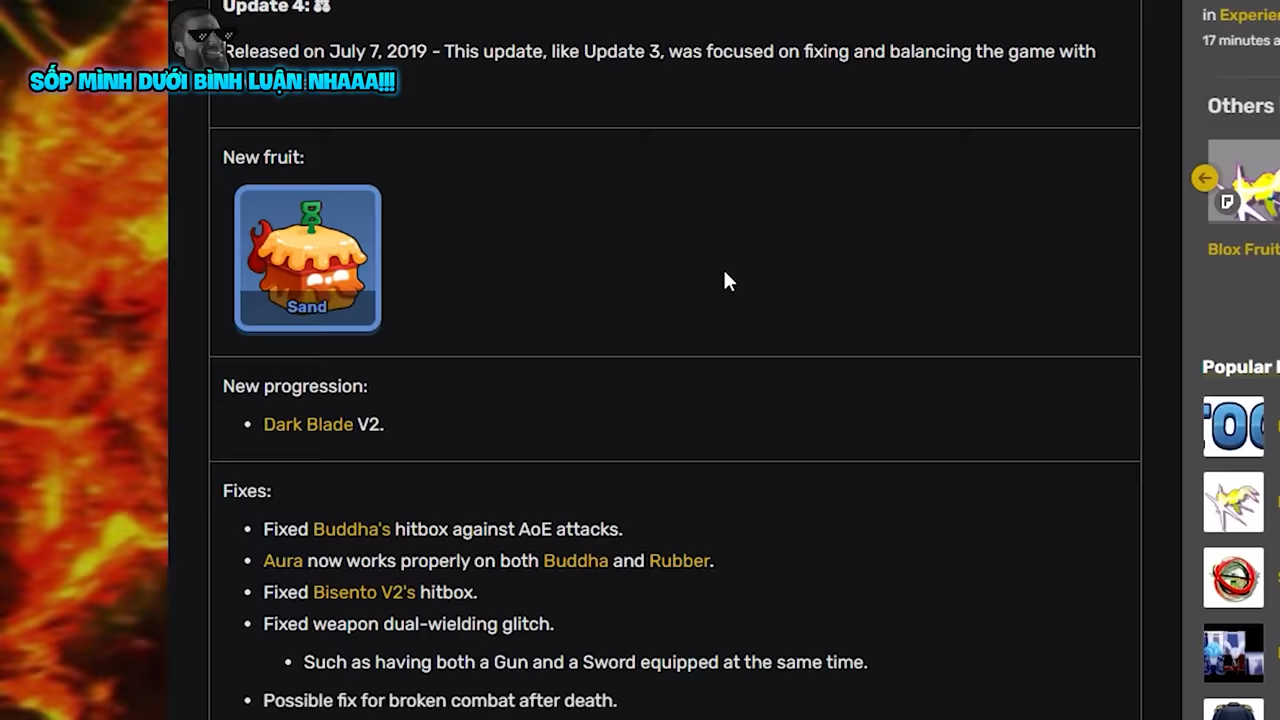 Update 4:
Released on July 7, 2019 - This update, like Update 3, was focused on fixing and balancing the game with
SỐP MÌNH DƯỚI BÌNH LUẬN NHAAA!!!
New fruit:
Sand
New progression:
• Dark Blade V2.
Fixes:
• Fixed Buddha's hitbox against AoE attacks.
• Aura now works properly on both Buddha and Rubber.
• Fixed Bisento V2's hitbox.
• Fixed weapon dual-wielding glitch.
• Such as having both a Gun and a Sword equipped at the same time.
• Possible fix for broken combat after death.
in Experie
17 minutes a
Others
Blox Fruit
Popular